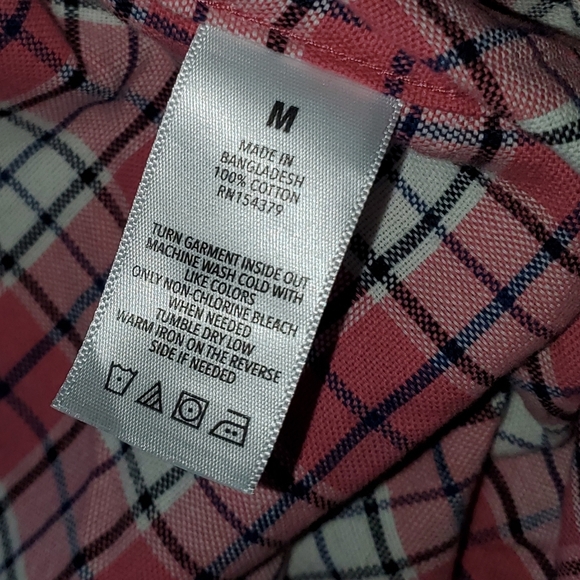 M
MADE IN
BANGLADESH
100% COTTON
RN154379
TURN GARMENT INSIDE OUT
MACHINE WASH COLD WITH
LIKE COLORS
ONLY NON-CHLORINE BLEACH
WHEN NEEDED
TUMBLE DRY LOW
WARM IRON ON THE REVERSE
SIDE IF NEEDED